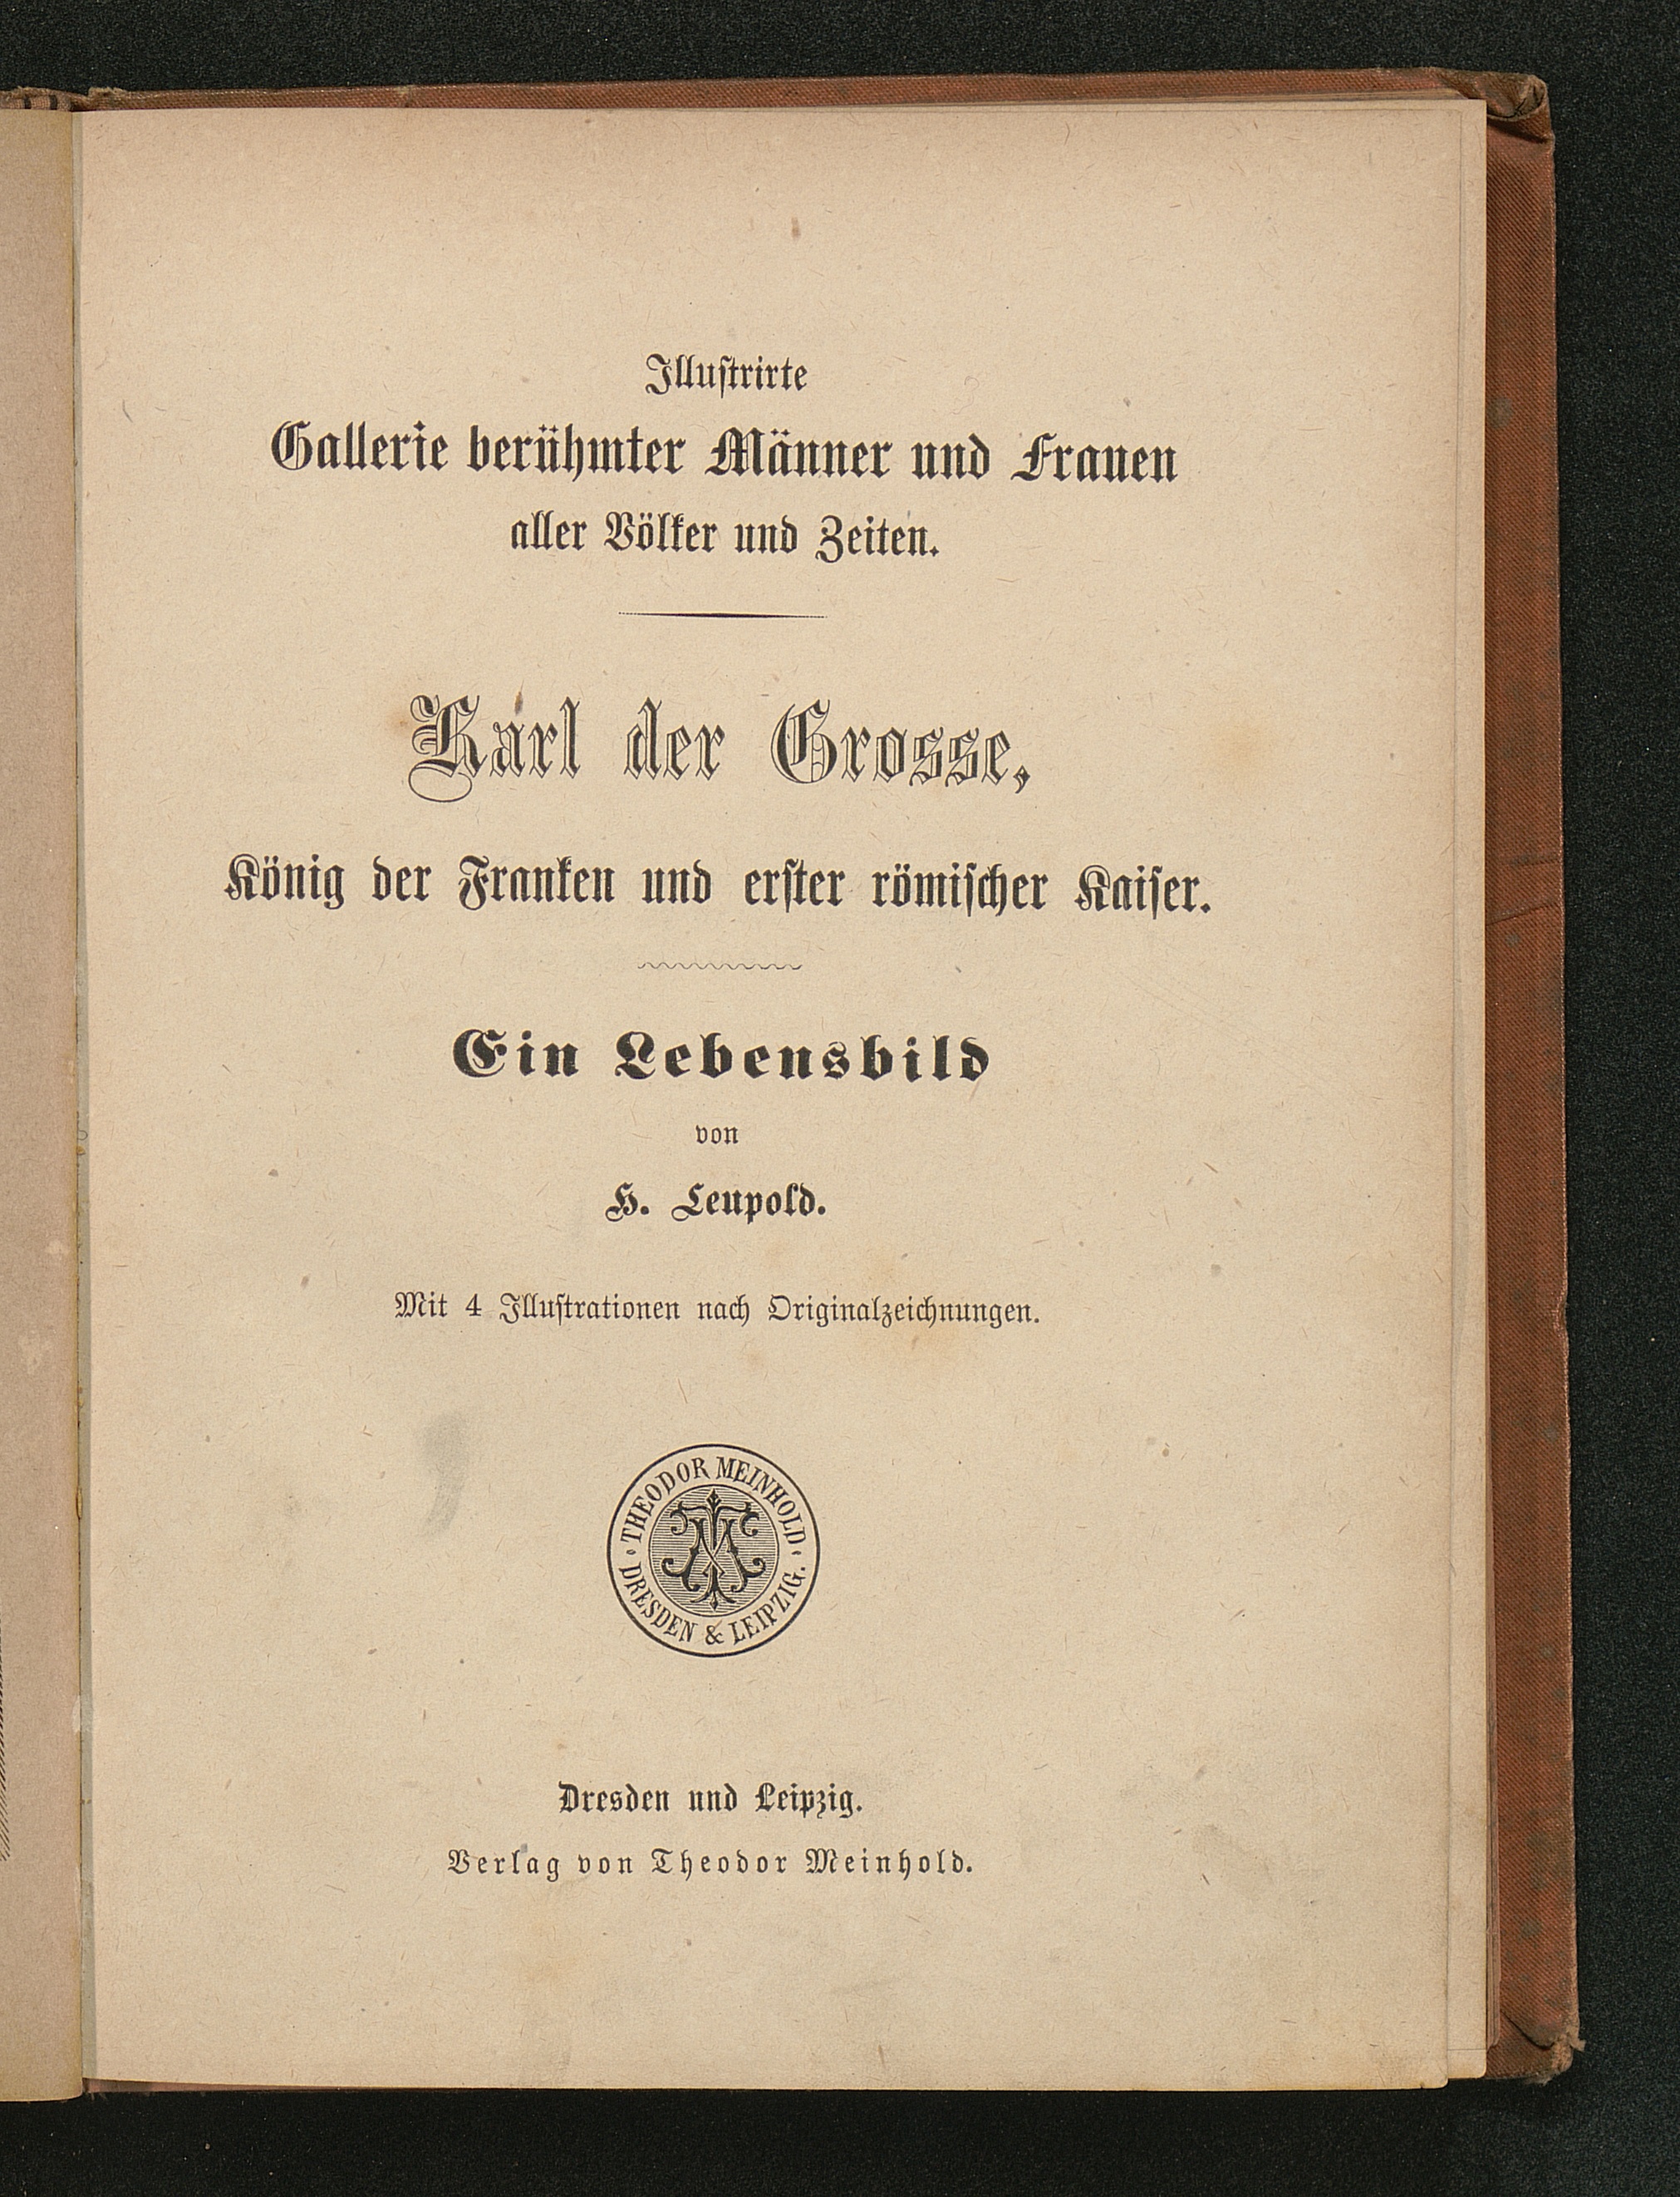 Illustrirte
Gallerie berühmter Männer und Frauen
aller Völker und Zeiten.
Karl der Grosse,
König der Franken und erster römischer Kaiser.
Ein Lebensbild
von
H. Leupold.
Mit 4 Illustrationen nach Originalzeichnungen.
THEODOR MEINHOLD
DRESDEN & LEIPZIG.
Dresden und Leipzig.
Verlag von Theodor Meinhold.